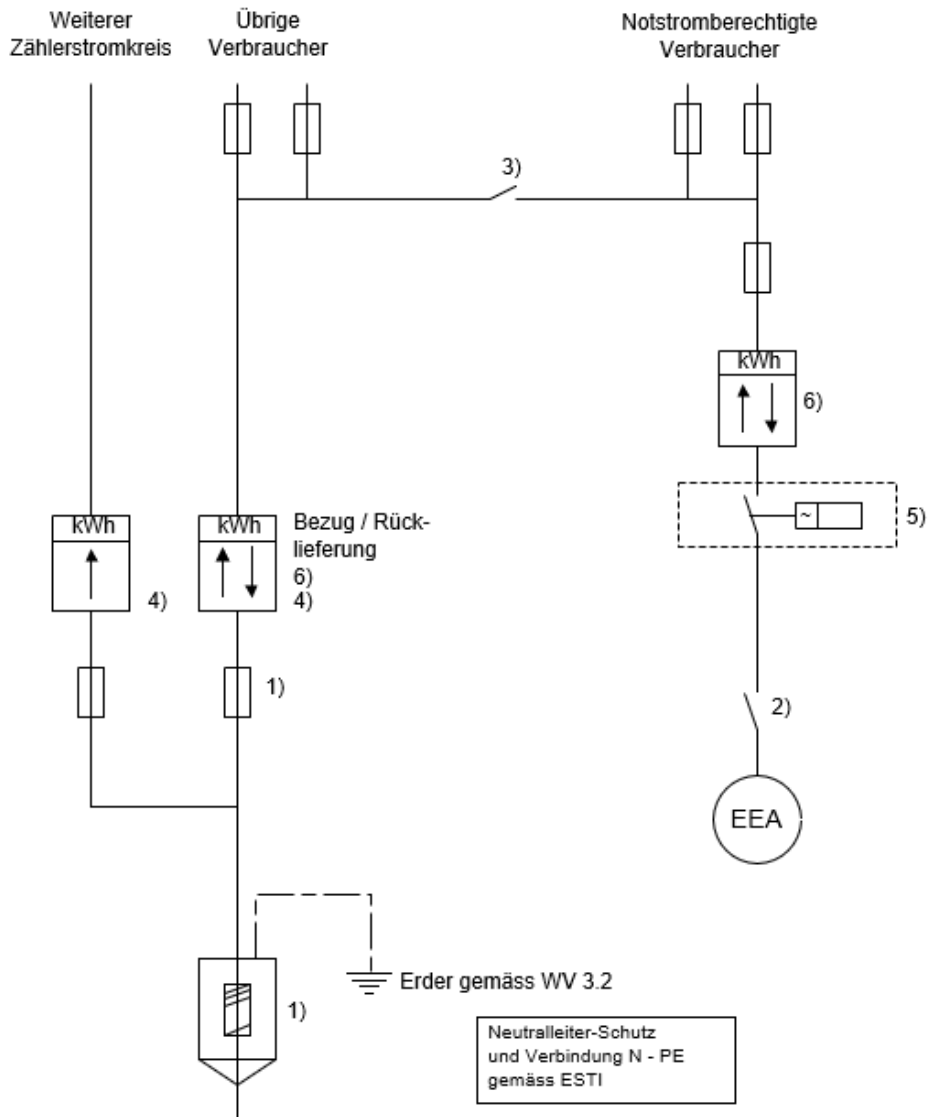 Weiterer
Zählerstromkreis
Übrige
Verbraucher
Notstromberechtigte
Verbraucher
3)
kWh
6)
kWh
4)
kWh
Bezug / Rück-
lieferung
6)
4)
~
5)
1)
2)
EEA
Erder gemäss WV 3.2
1)
Neutralleiter-Schutz
und Verbindung N - PE
gemäss ESTI